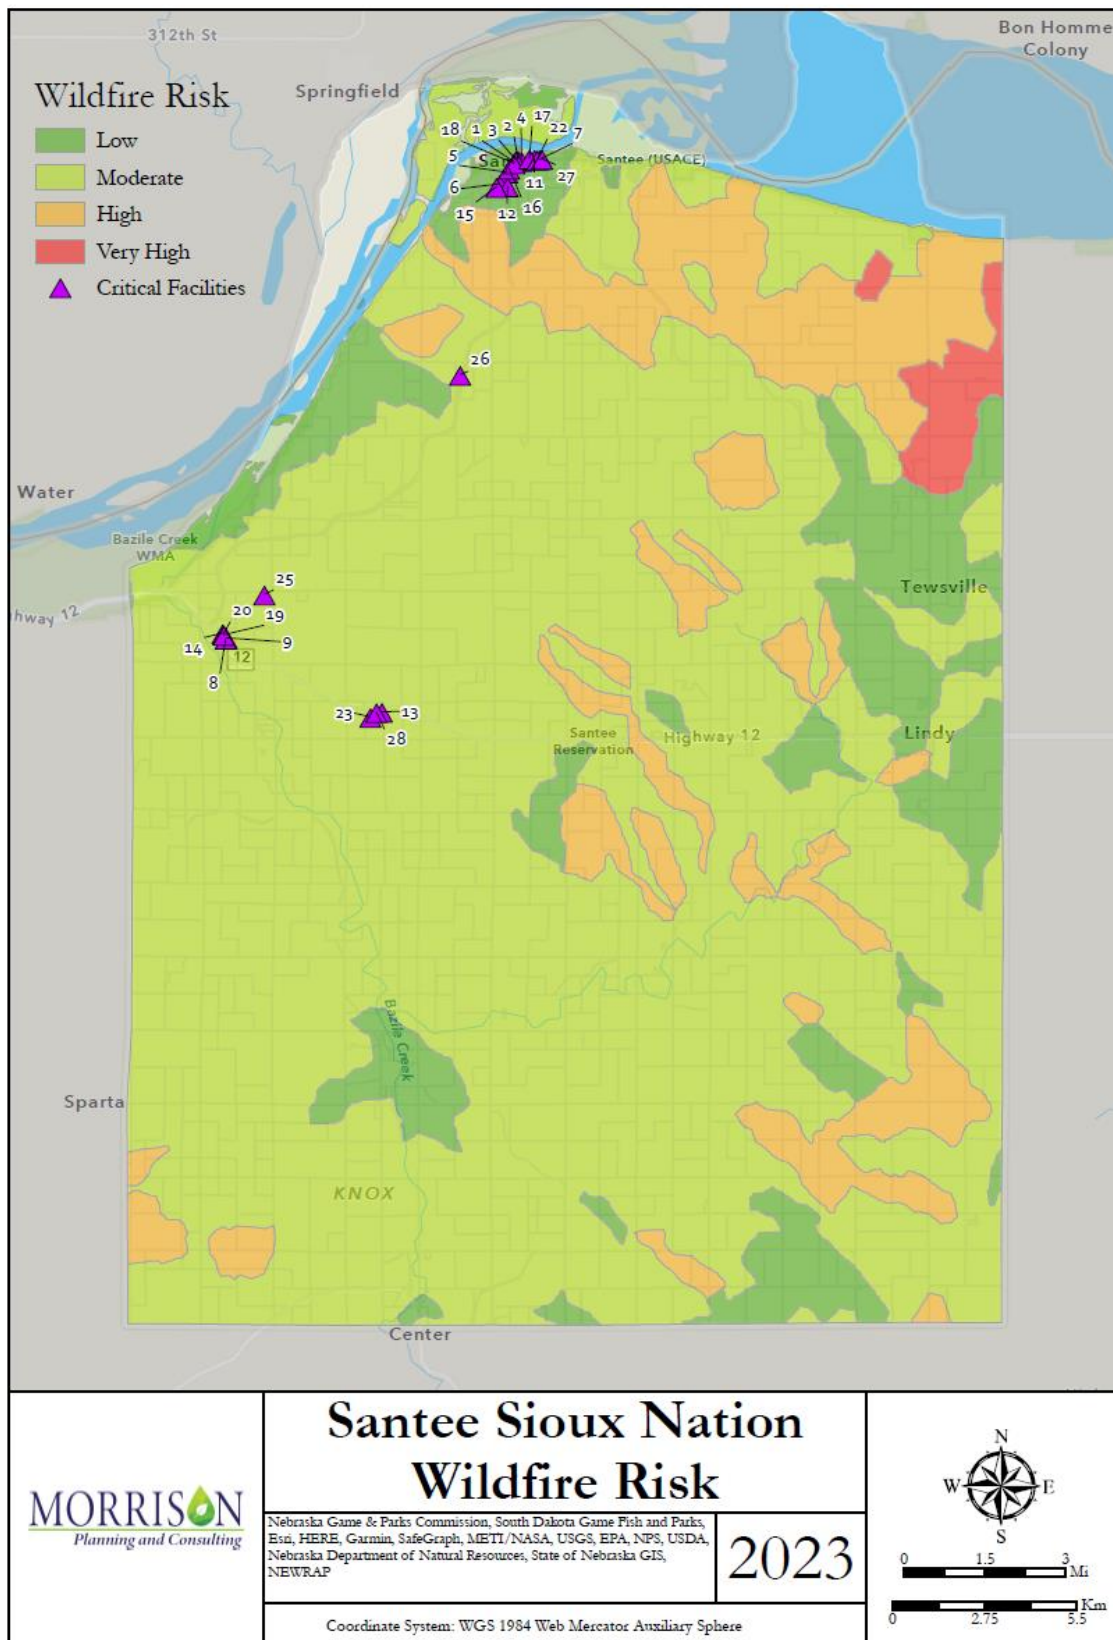 312th St
Bon Homme
Colony
Springfield
Wildfire Risk
Low
Moderate
High
Very High
Critical Facilities
18
1
3
2
4
17
22
7
5
Santee (USACE)
6
11
27
15
12
16
26
Water
Bazile Creek
WMA
hway 12
25
20
19
14
9
12
8
Tewsville
23
13
28
Santee
Reservation
Highway 12
Lindy
Bazile Creek
Sparta
KNOX
Center
MORRISON
Planning and Consulting
Santee Sioux Nation
Wildfire Risk
Nebraska Game & Parks Commission, South Dakota Game Fish and Parks,
Esri, HERE, Garmin, SafeGraph, METI/NASA, USGS, EPA, NPS, USDA,
Nebraska Department of Natural Resources, State of Nebraska GIS,
NEWRAP
2023
Coordinate System: WGS 1984 Web Mercator Auxiliary Sphere
N
W
E
S
0 1.5 3
Mi
Km
0 2.75 5.5